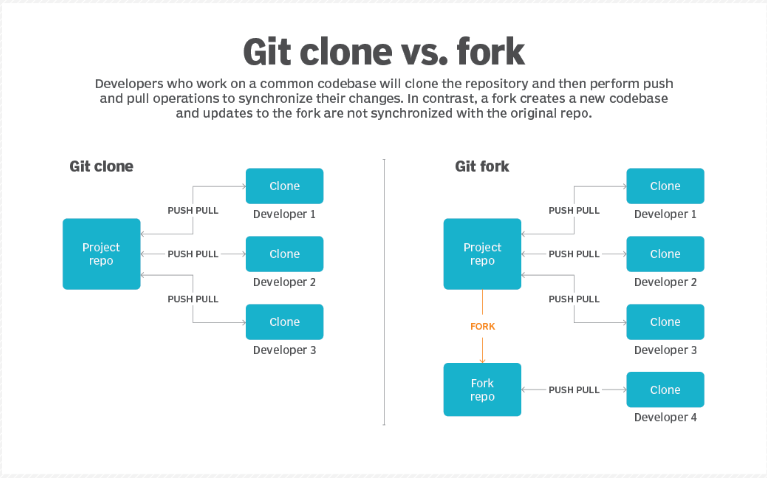 Git clone vs. fork
Developers who work on a common codebase will clone the repository and then perform push
and pull operations to synchronize their changes. In contrast, a fork creates a new codebase
and updates to the fork are not synchronized with the original repo.
Git clone
Project
repo
PUSH PULL
Clone
Developer 1
PUSH PULL
Clone
Developer 2
PUSH PULL
Clone
Developer 3
Git fork
Project
repo
PUSH PULL
Clone
Developer 1
PUSH PULL
Clone
Developer 2
PUSH PULL
Clone
Developer 3
FORK
Fork
repo
PUSH PULL
Clone
Developer 4